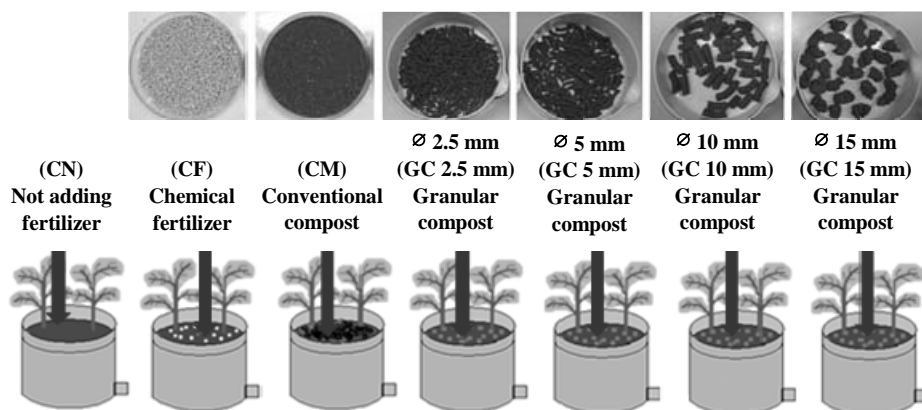 (CN)
Not adding
fertilizer
(CF)
Chemical
fertilizer
(CM)
Conventional
compost
⌀ 2.5 mm
(GC 2.5 mm)
Granular
compost
⌀ 5 mm
(GC 5 mm)
Granular
compost
⌀ 10 mm
(GC 10 mm)
Granular
compost
⌀ 15 mm
(GC 15 mm)
Granular
compost